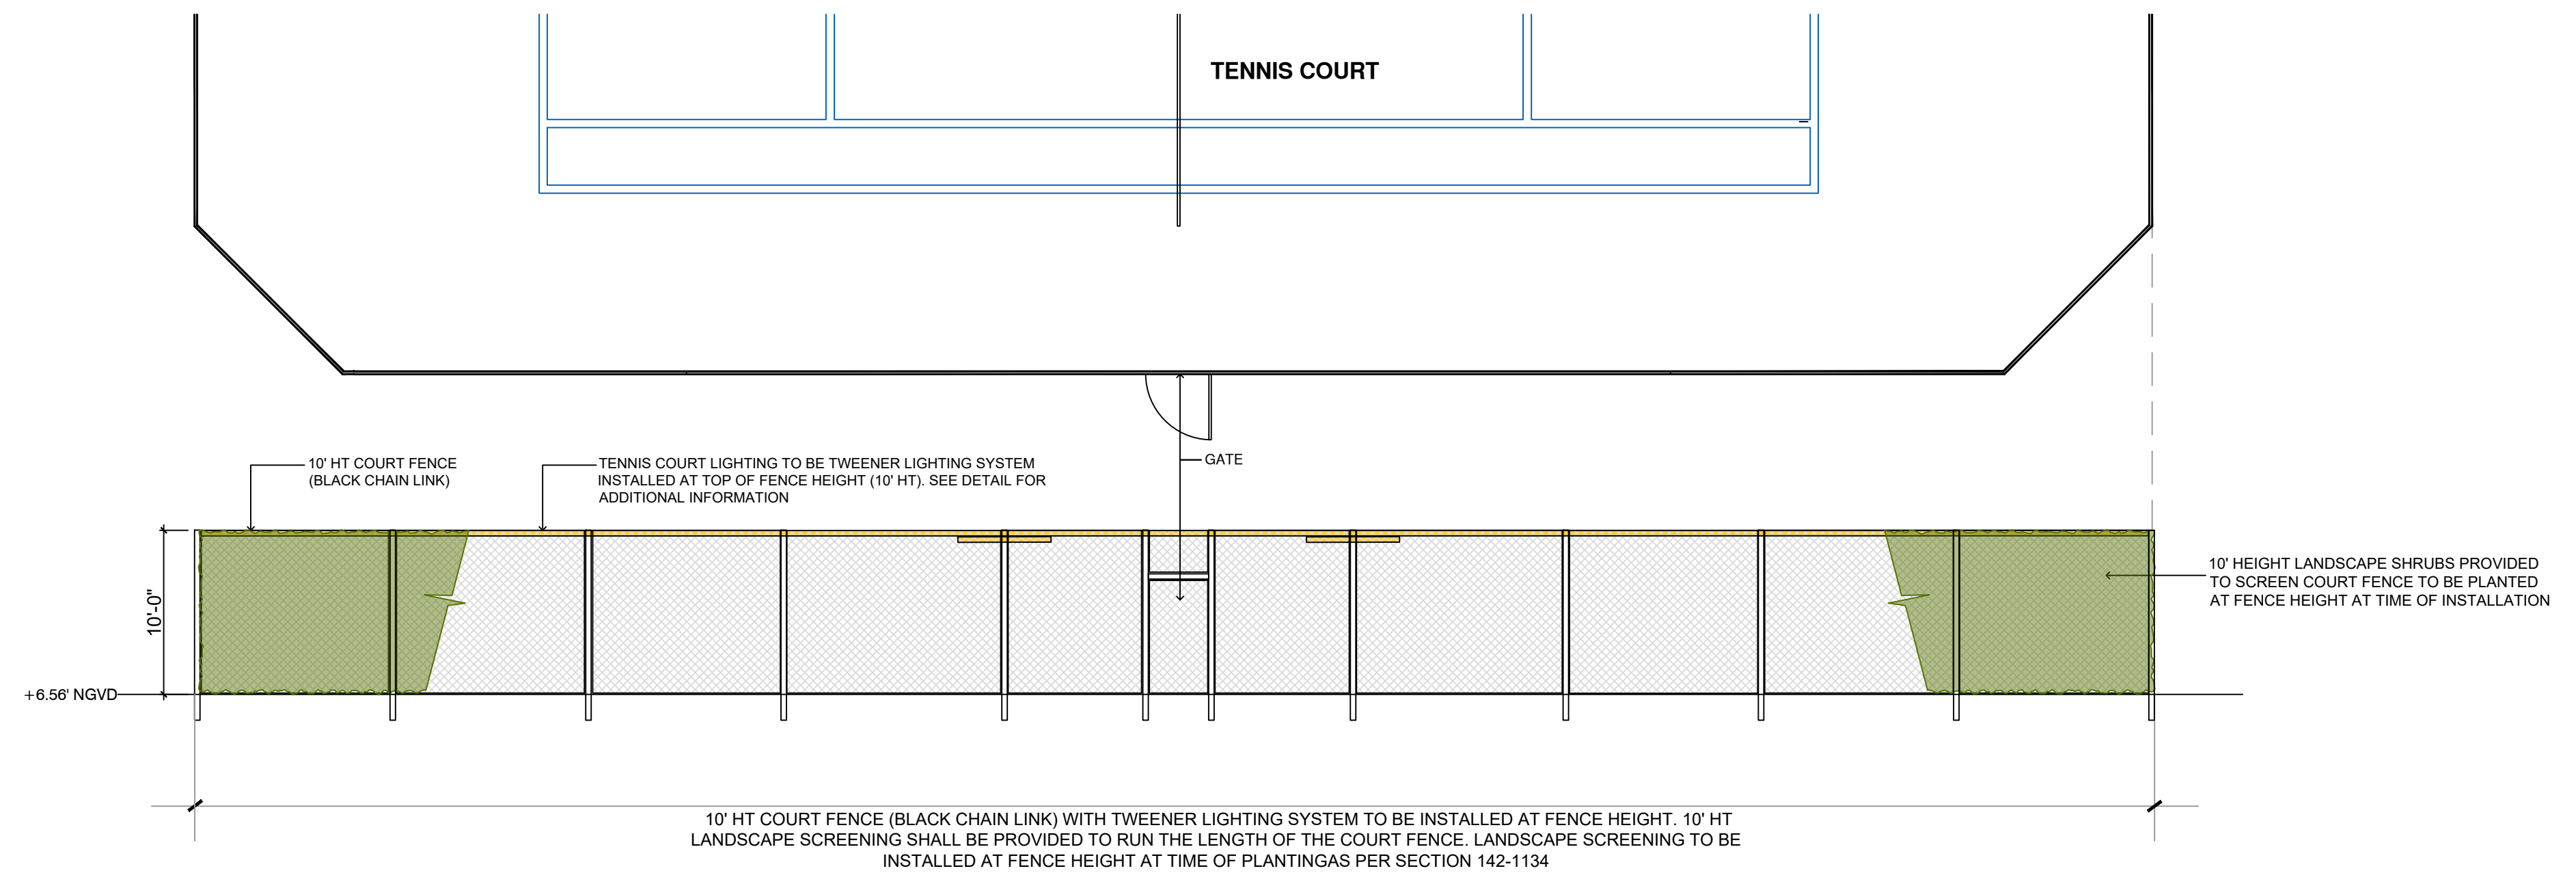 TENNIS COURT
10' HT COURT FENCE
(BLACK CHAIN LINK)
TENNIS COURT LIGHTING TO BE TWEENER LIGHTING SYSTEM
INSTALLED AT TOP OF FENCE HEIGHT (10' HT). SEE DETAIL FOR
ADDITIONAL INFORMATION
GATE
10'-0"
10' HEIGHT LANDSCAPE SHRUBS PROVIDED
TO SCREEN COURT FENCE TO BE PLANTED
AT FENCE HEIGHT AT TIME OF INSTALLATION
+6.56' NGVD
10' HT COURT FENCE (BLACK CHAIN LINK) WITH TWEENER LIGHTING SYSTEM TO BE INSTALLED AT FENCE HEIGHT. 10' HT
LANDSCAPE SCREENING SHALL BE PROVIDED TO RUN THE LENGTH OF THE COURT FENCE. LANDSCAPE SCREENING TO BE
INSTALLED AT FENCE HEIGHT AT TIME OF PLANTINGAS PER SECTION 142-1134